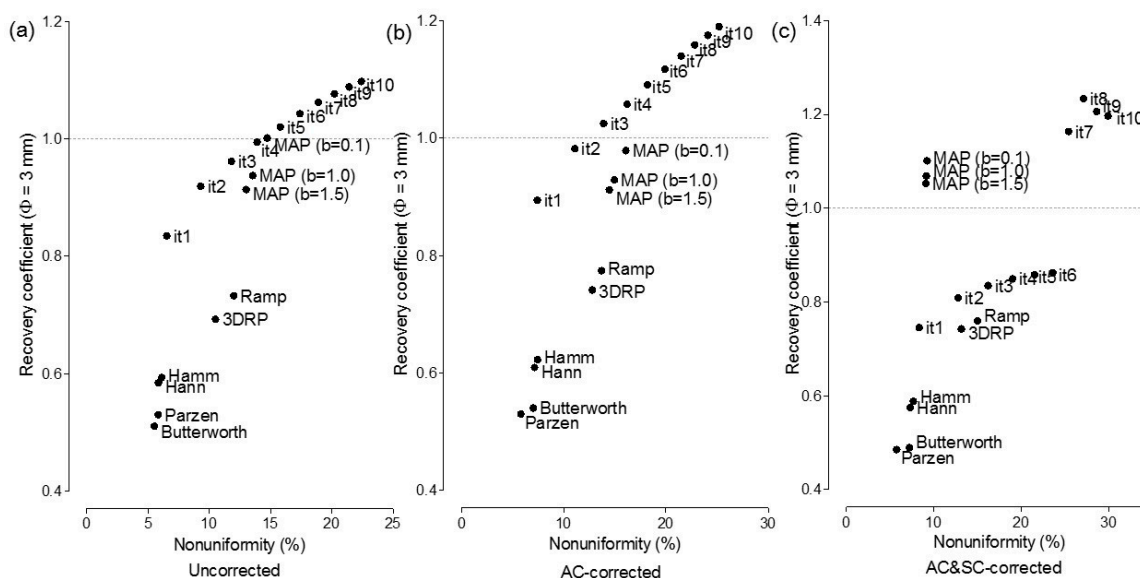 (a)
1.2
1.0
0.8
0.6
0.4
Recovery coefficient (Φ = 3 mm)
it10
it9
it8
it7
it6
it5
it4
MAP (b=0.1)
it3
MAP (b=1.0)
it2
MAP (b=1.5)
it1
Ramp
3DRP
Hamm
Hann
Parzen
Butterworth
0 5 10 15 20 25
Nonuniformity (%)
Uncorrected
(b)
1.2
1.0
0.8
0.6
0.4
Recovery coefficient (Φ = 3 mm)
it10
it9
it8
it7
it6
it5
it4
it3
it2
MAP (b=0.1)
MAP (b=1.0)
MAP (b=1.5)
it1
Ramp
3DRP
Hamm
Hann
Butterworth
Parzen
0 10 20 30
Nonuniformity (%)
AC-corrected
(c)
1.4
1.2
1.0
0.8
0.6
0.4
Recovery coefficient (Φ = 3 mm)
it8
it9
it10
it7
MAP (b=0.1)
MAP (b=1.0)
MAP (b=1.5)
it6
it5
it4
it3
it2
it1
Ramp
3DRP
Hamm
Hann
Butterworth
Parzen
0 10 20 30
Nonuniformity (%)
AC&SC-corrected